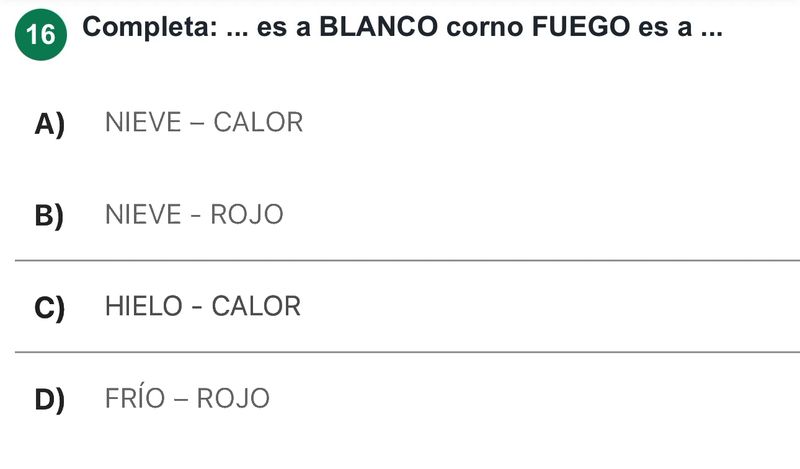 16 Completa: ... es a BLANCO corno FUEGO es a ...
A) NIEVE – CALOR
B) NIEVE - ROJO
C) HIELO - CALOR
D) FRÍO – ROJO